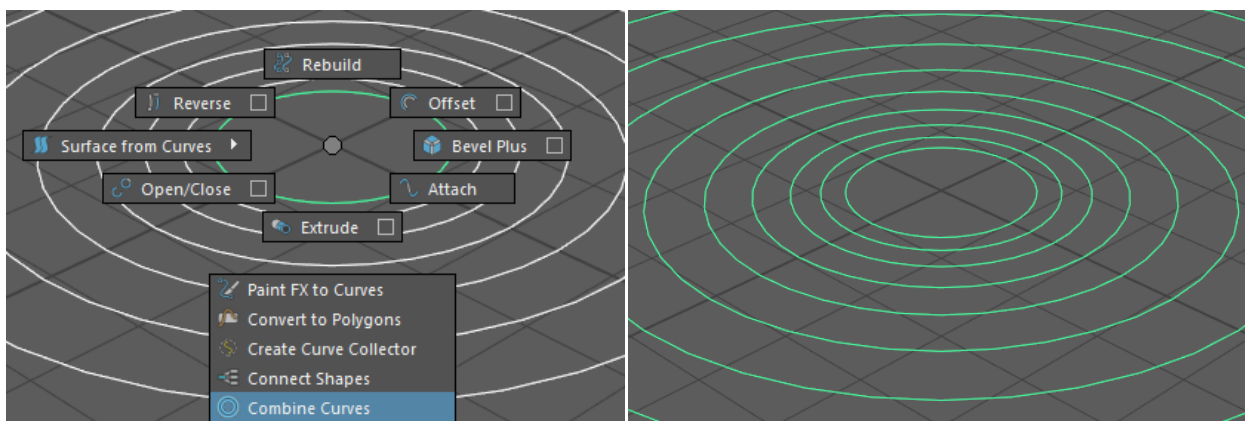 Rebuild
Reverse
Offset
Surface from Curves
Bevel Plus
Open/Close
Attach
Extrude
Paint FX to Curves
Convert to Polygons
Create Curve Collector
Connect Shapes
Combine Curves